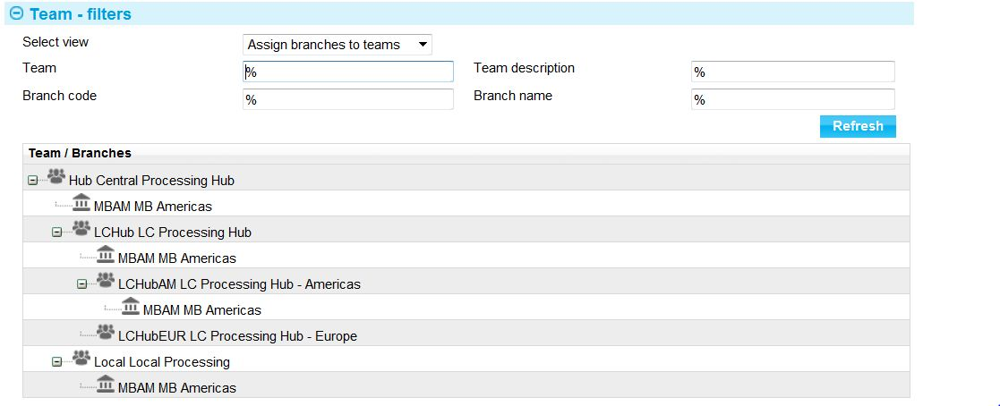 Team - filters
Select view Assign branches to teams
Team % Team description %
Branch code % Branch name %
Refresh
Team / Branches
Hub Central Processing Hub
MBAM MB Americas
LCHub LC Processing Hub
MBAM MB Americas
LCHubAM LC Processing Hub - Americas
MBAM MB Americas
LCHubEUR LC Processing Hub - Europe
Local Local Processing
MBAM MB Americas